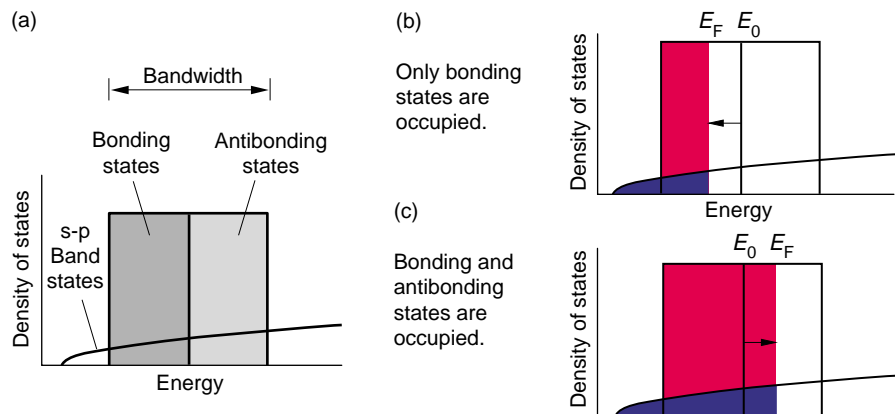 (a)
Bandwidth
Bonding
states
Antibonding
states
s-p
Band
states
Density of states
Energy
(b)
Only bonding
states are
occupied.
E_F E_0
Density of states
Energy
(c)
Bonding and
antibonding
states are
occupied.
E_0 E_F
Density of states